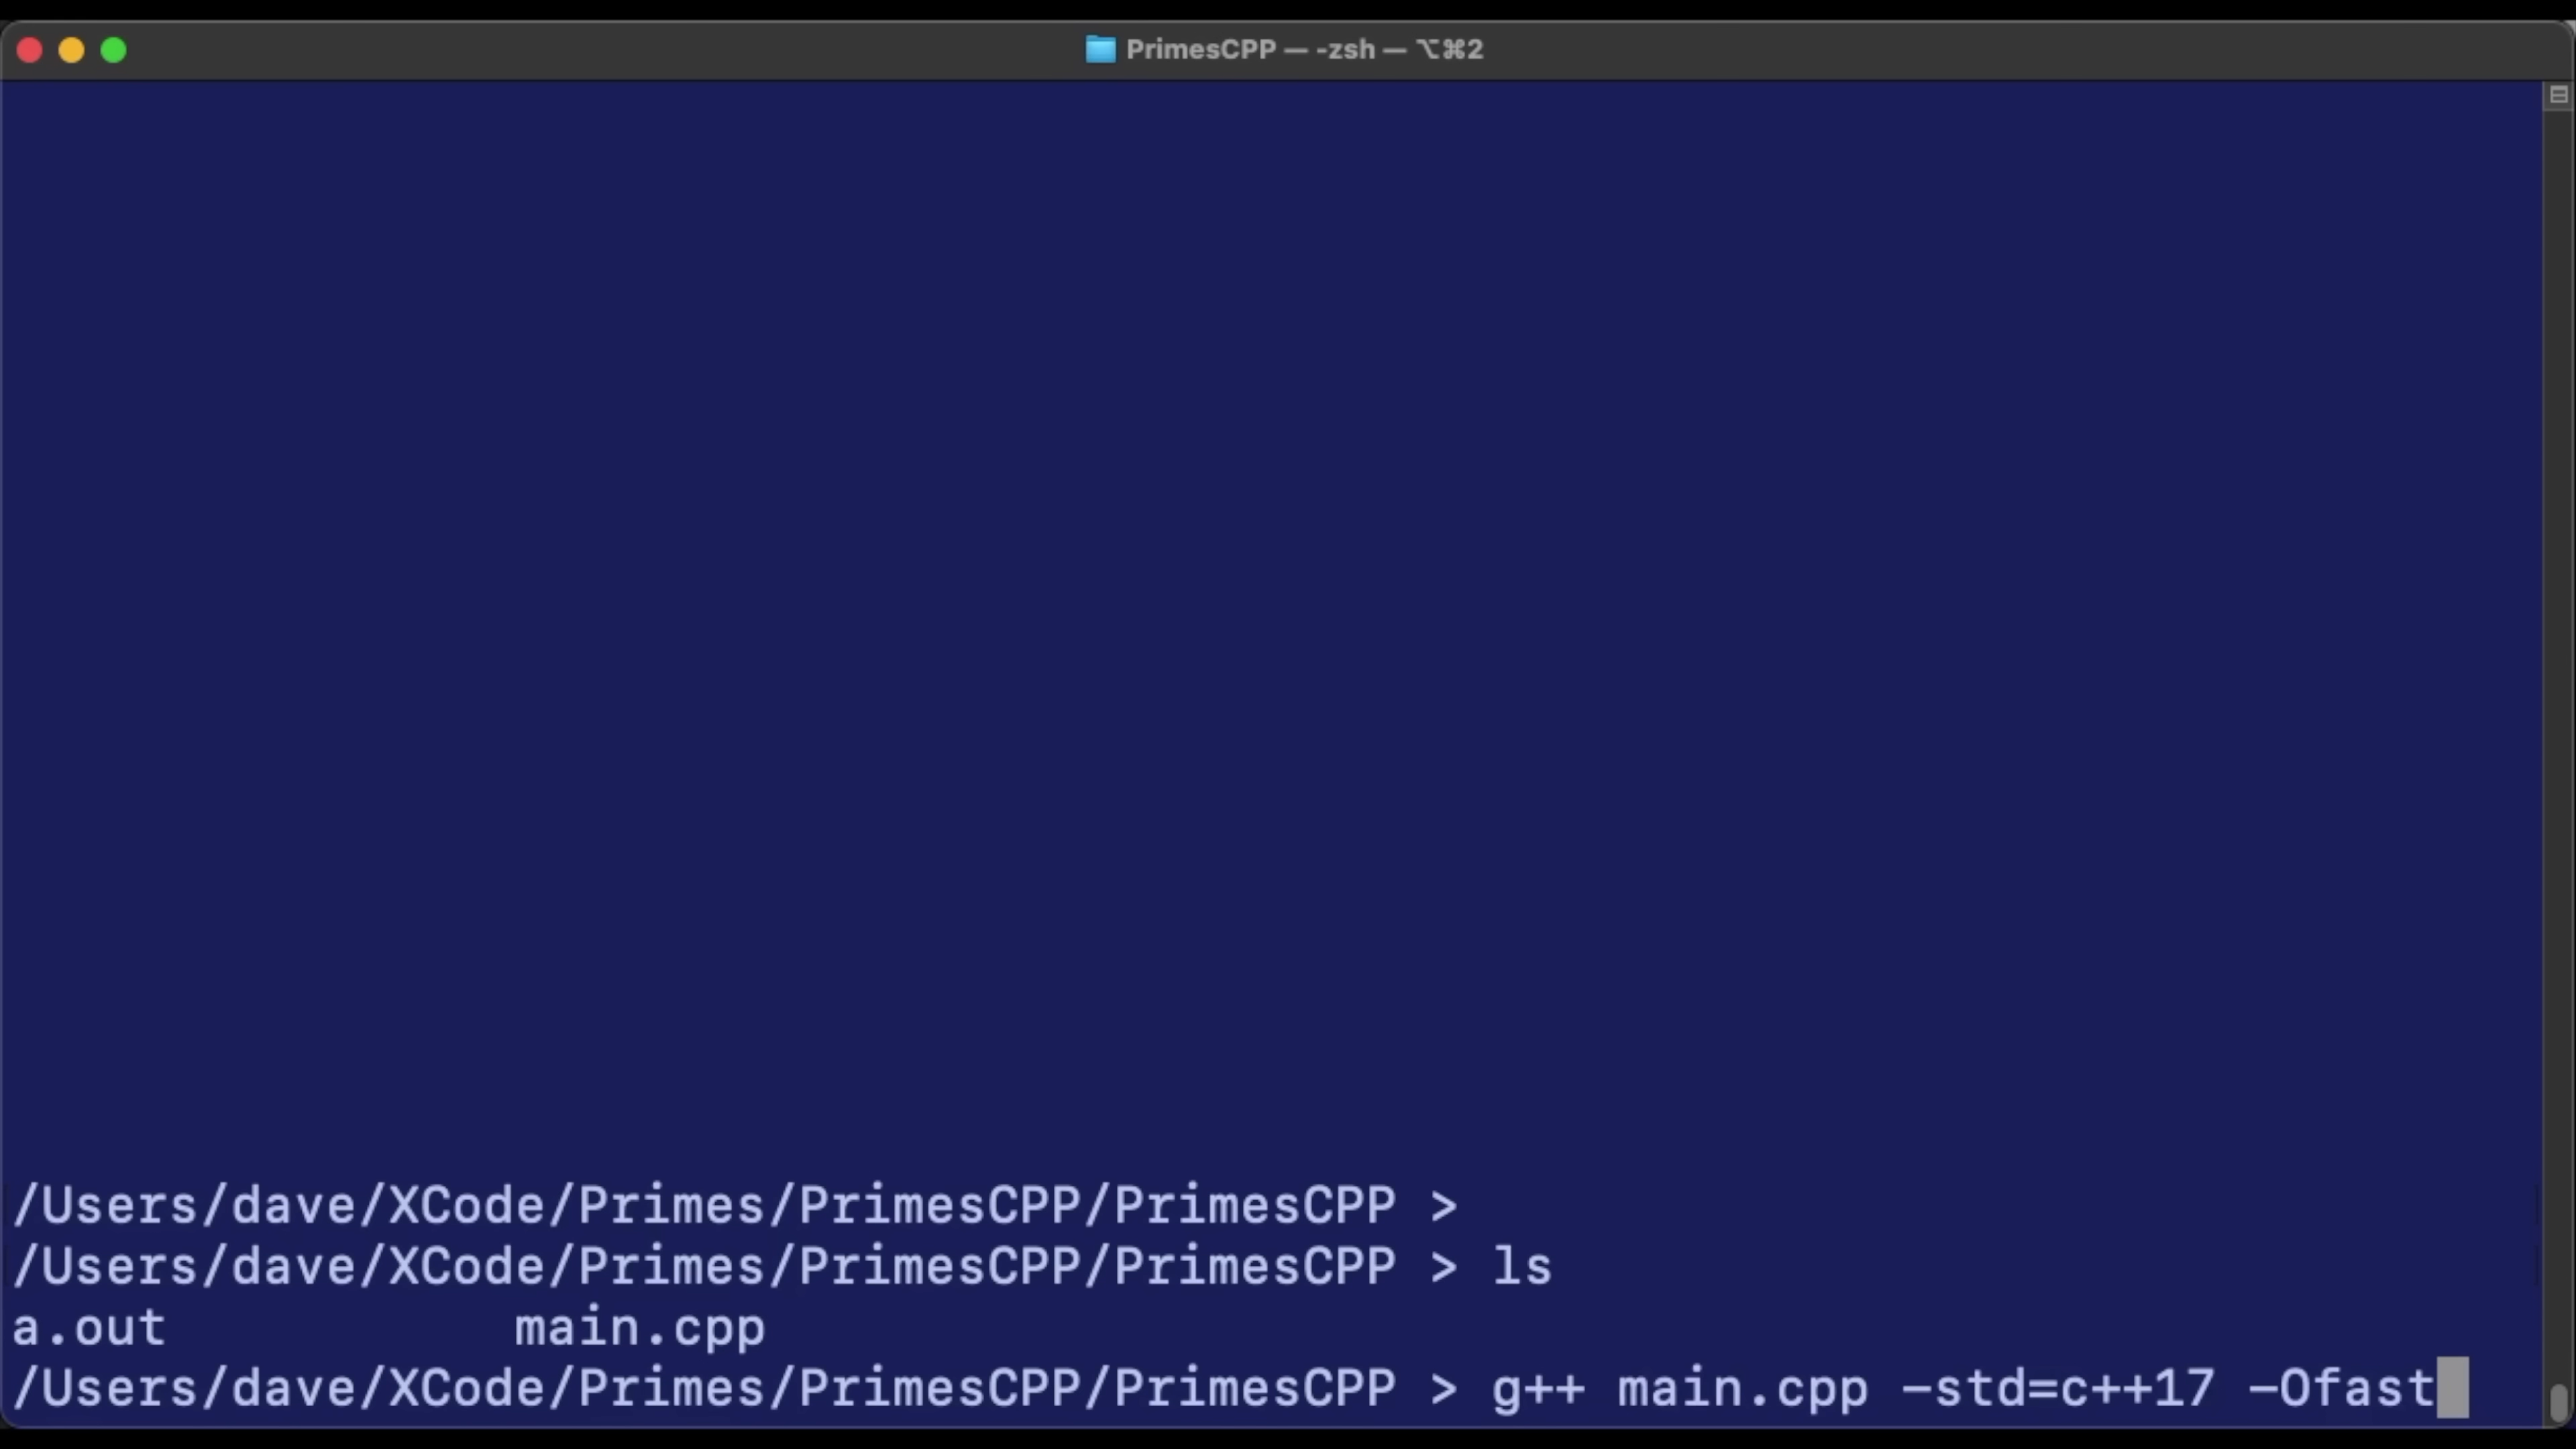 PrimesCPP — -zsh — ⌥⌘2
/Users/dave/XCode/Primes/PrimesCPP/PrimesCPP >
/Users/dave/XCode/Primes/PrimesCPP/PrimesCPP > ls
a.out           main.cpp
/Users/dave/XCode/Primes/PrimesCPP/PrimesCPP > g++ main.cpp -std=c++17 -Ofast